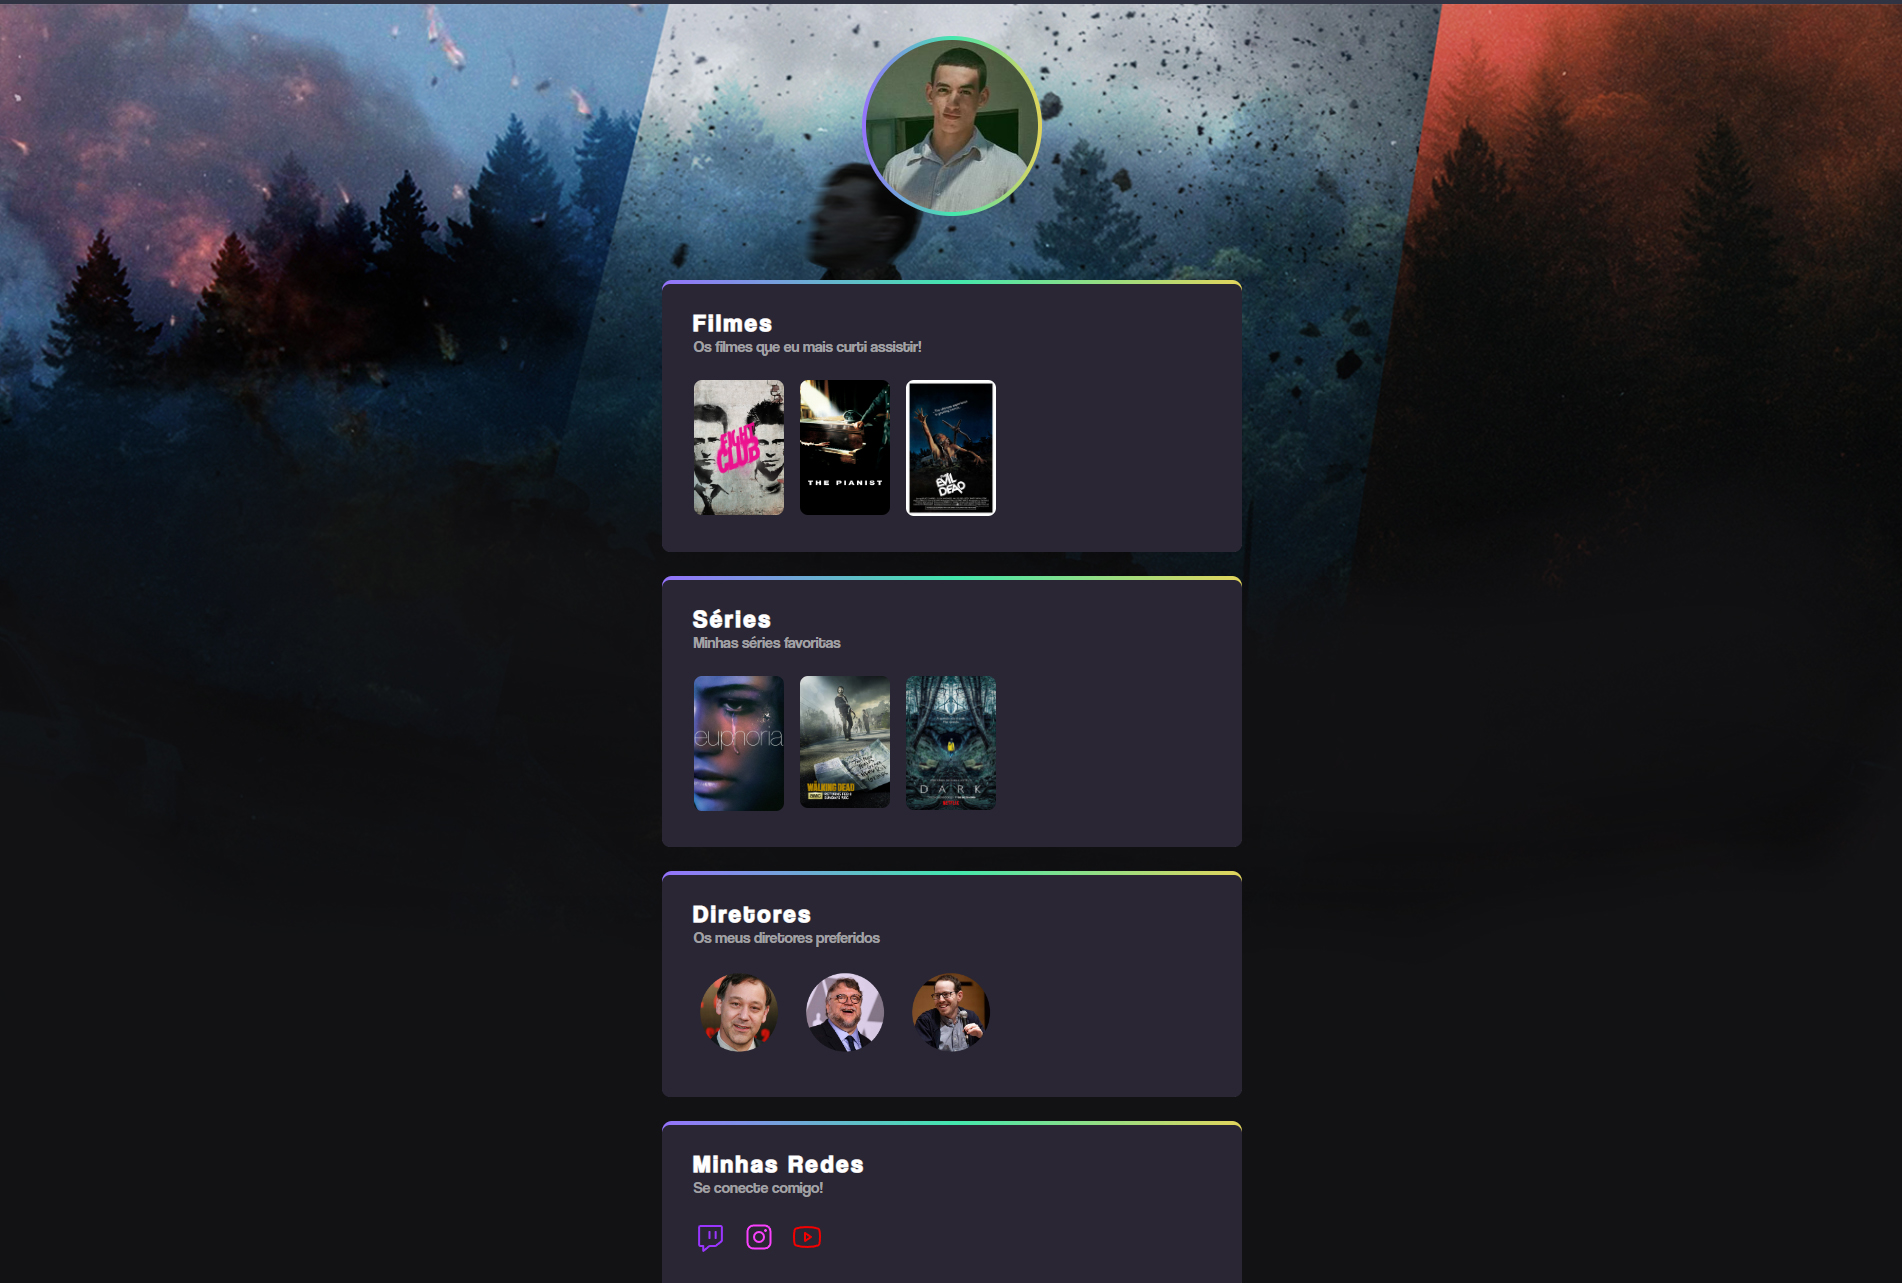 Filmes
Os filmes que eu mais curti assistir!
FIGHT
CLUB
THE PIANIST
EVIL
DEAD
Séries
Minhas séries favoritas
euphoria
WALKING DEAD
DARK
Diretores
Os meus diretores preferidos
Minhas Redes
Se conecte comigo!